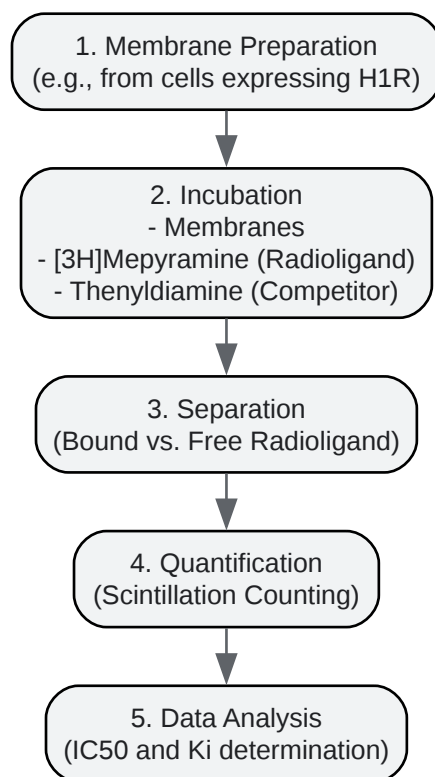 1. Membrane Preparation
(e.g., from cells expressing H1R)
2. Incubation
- Membranes
- [3H]Mepyramine (Radioligand)
- Thenyldiamine (Competitor)
3. Separation
(Bound vs. Free Radioligand)
4. Quantification
(Scintillation Counting)
5. Data Analysis
(IC50 and Ki determination)